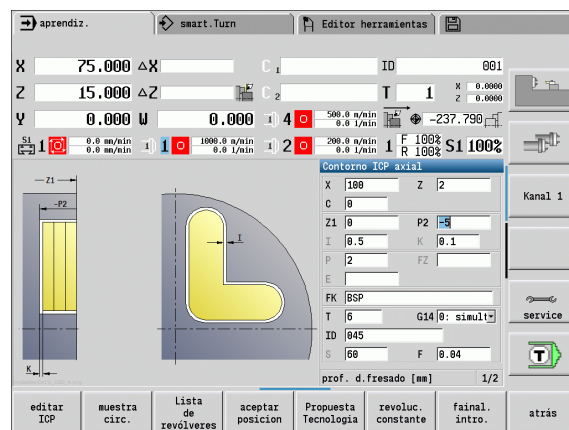 aprendiz.
smart.Turn
Editor herramientas
X 75.000 ΔX
C 1
ID 001
Z 15.000 ΔZ
C 2
T 1
X 0.0000
Z 0.0000
Y 0.000 W 0.000
4
500.0 m/min
0.0 1/min
-237.790
S1
1
0.0 mm/min
0.0 m/min
1
1000.0 m/min
0.0 1/min
2
200.0 m/min
0.0 1/min
1
F 100%
R 100%
S1 100%
Contorno ICP axial
X 100 Z 2
C 0
Z1 0 P2 -5
I 0.5 K 0.1
P 2 FZ
E
FK BSP
T 6 G14 0: simult
ID 045
S 60 F 0.04
prof. d.fresado [mm] 1/2
Z1
-P2
I
K
Kanal 1
service
T
editar ICP
muestra circ.
Lista de revólveres
aceptar posicion
Propuesta Tecnologia
revoluc. constante
fainal. intro.
atrás